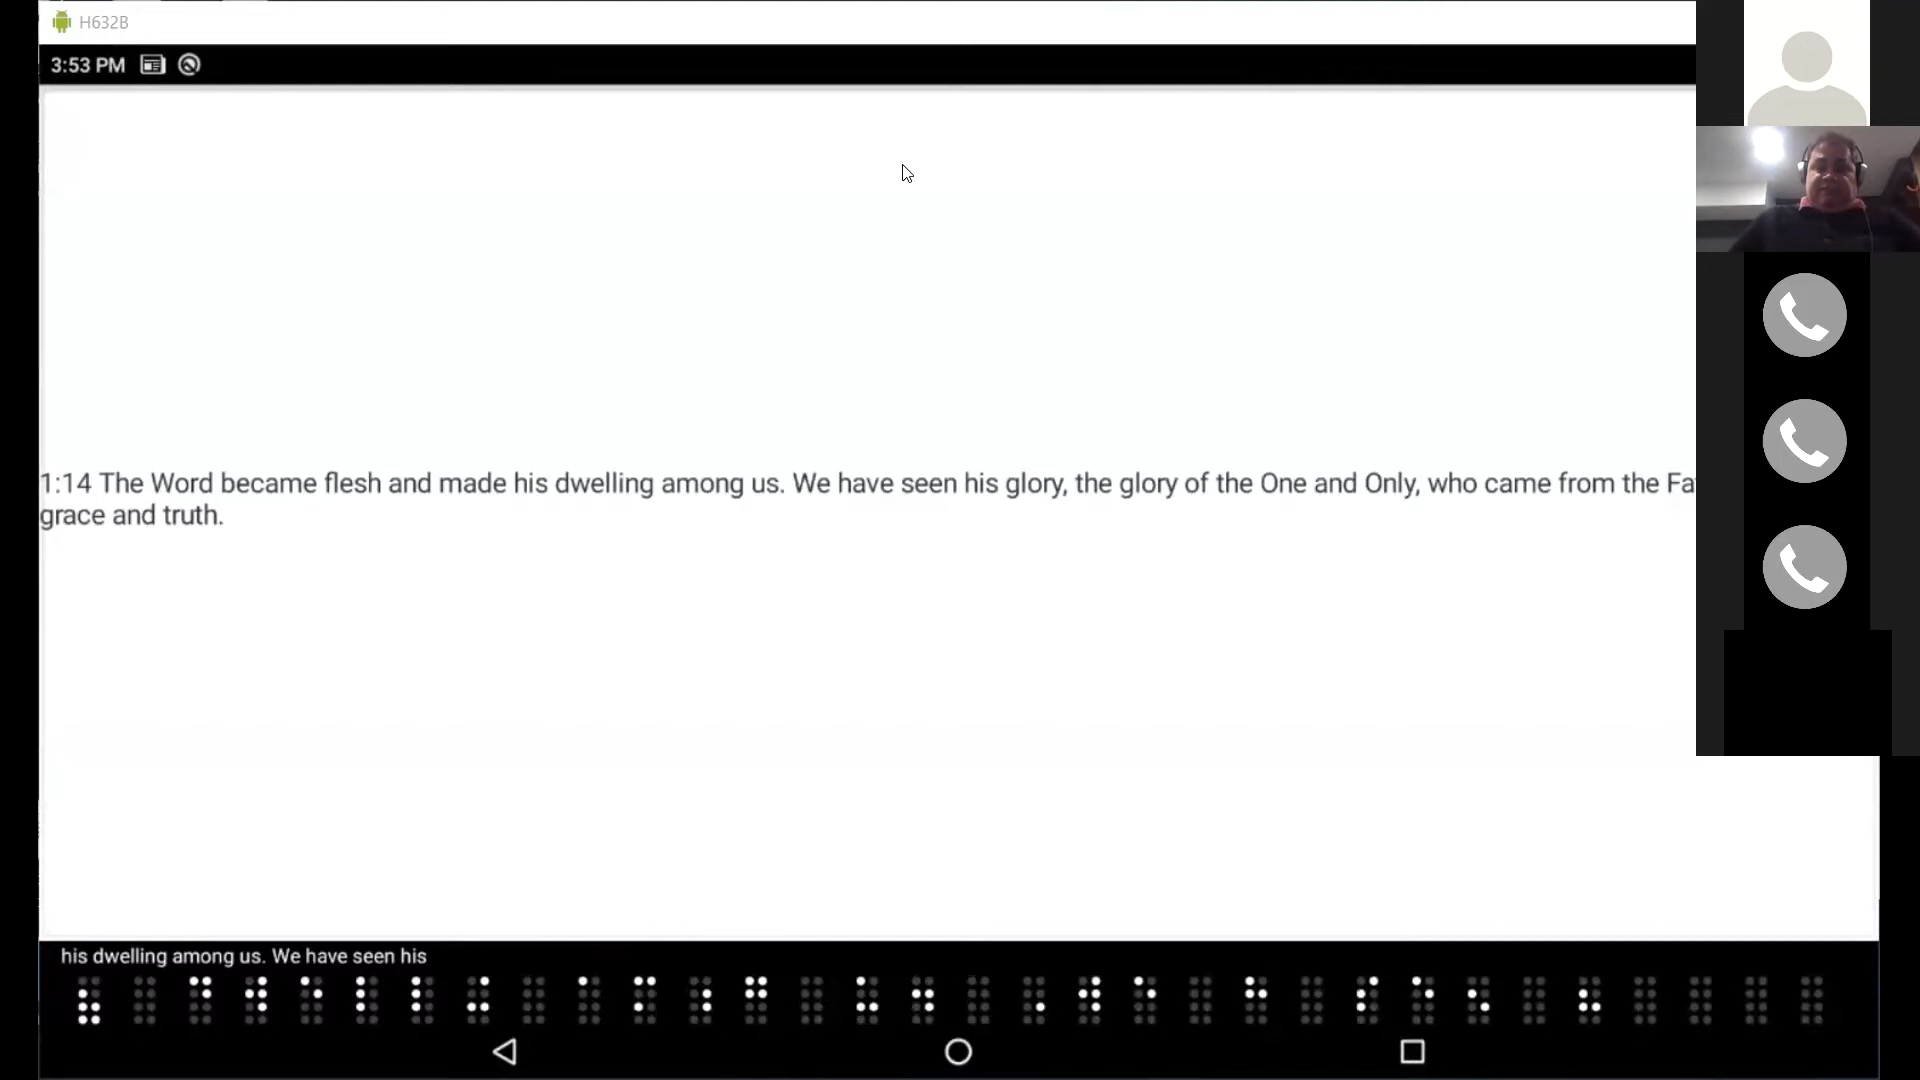 H632B
3:53 PM
1:14 The Word became flesh and made his dwelling among us. We have seen his glory, the glory of the One and Only, who came from the Fa
grace and truth.
his dwelling among us. We have seen his